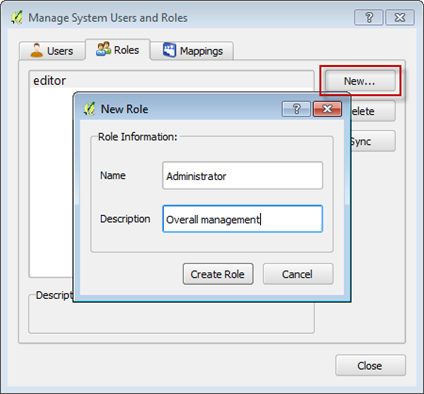 Manage System Users and Roles
Users Roles Mappings
editor
New...
New Role
elete
Role Information:
Sync
Name Administrator
Description Overall management
Create Role Cancel
Descript
Close